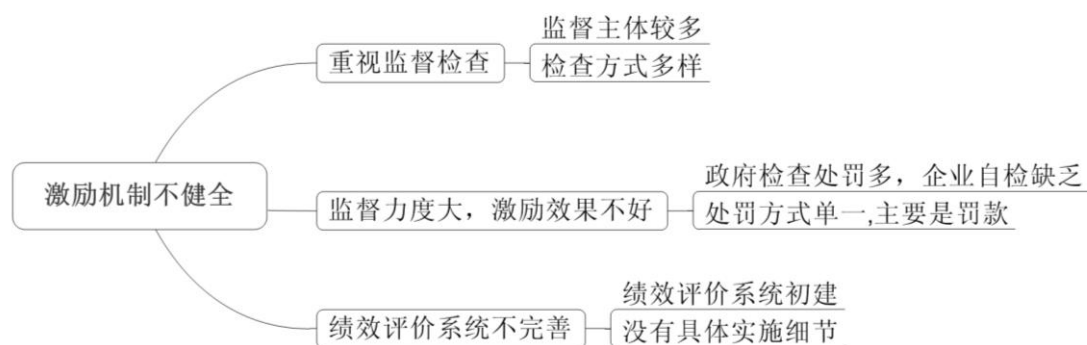 激励机制不健全
重视监督检查
监督主体较多
检查方式多样
监督力度大，激励效果不好
政府检查处罚多，企业自检缺乏
处罚方式单一,主要是罚款
绩效评价系统不完善
绩效评价系统初建
没有具体实施细节